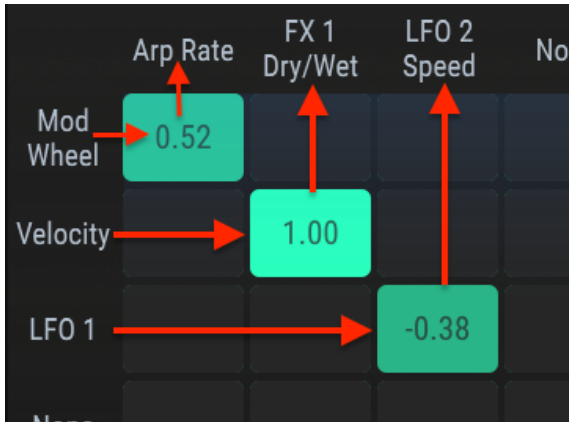 Arp Rate
FX 1
Dry/Wet
LFO 2
Speed
No
Mod
Wheel
0.52
Velocity
1.00
LFO 1
-0.38